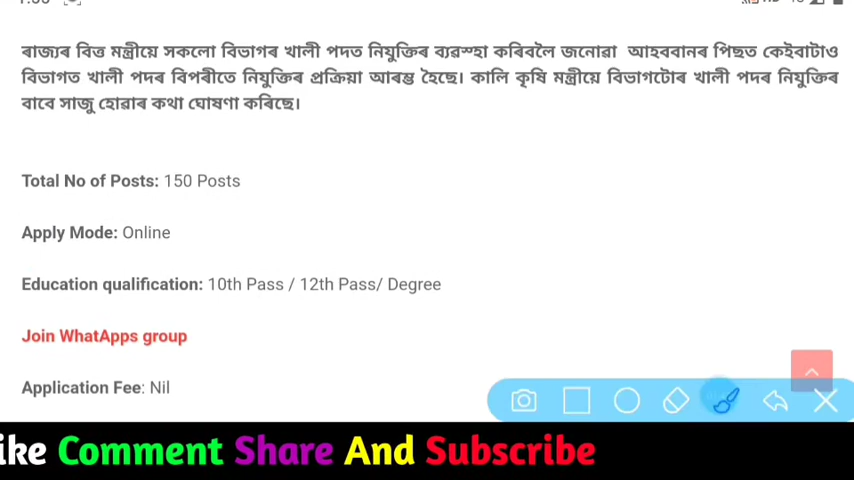 ৰাজ্যৰ বিত্ত মন্ত্ৰীয়ে সকলো বিভাগৰ খালী পদত নিযুক্তিৰ ব্যৱস্হা কৰিবলৈ জনোৱা আহববানৰ পিছত কেইবাটাও
বিভাগত খালী পদৰ বিপৰীতে নিযুক্তিৰ প্ৰক্ৰিয়া আৰম্ভ হৈছে। কালি কৃষি মন্ত্ৰীয়ে বিভাগটোৰ খালী পদৰ নিযুক্তিৰ
বাবে সাজু হোৱাৰ কথা ঘোষণা কৰিছে।
Total No of Posts: 150 Posts
Apply Mode: Online
Education qualification: 10th Pass / 12th Pass/ Degree
Join WhatApps group
Application Fee: Nil
ike Comment Share And Subscribe